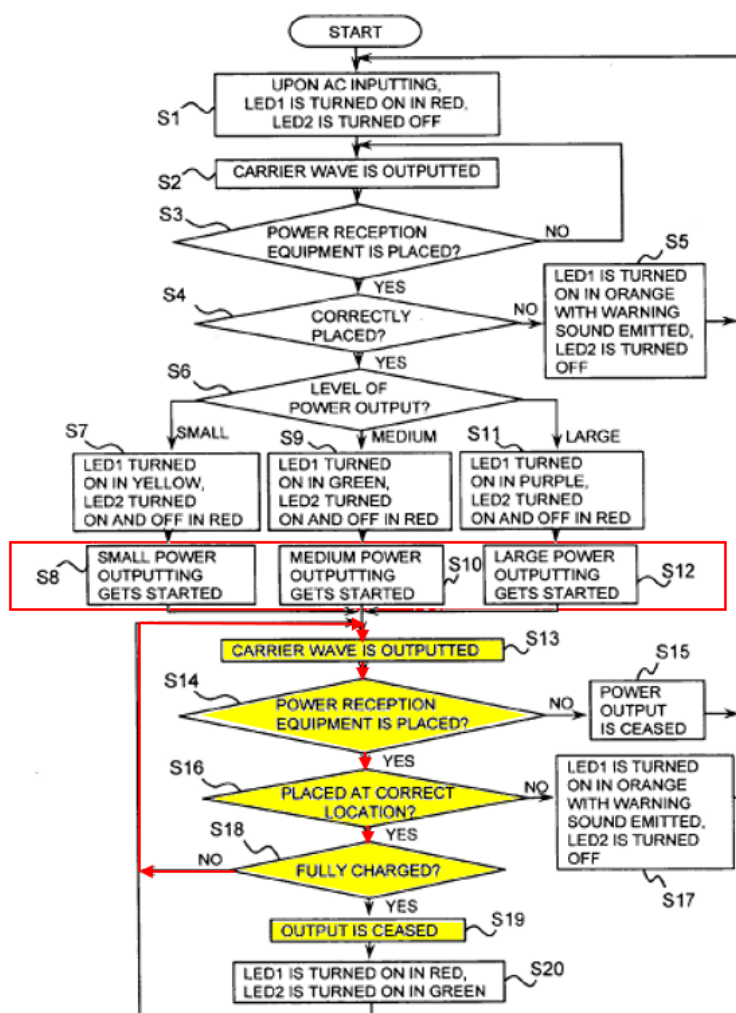 START
UPON AC INPUTTING,
LED1 IS TURNED ON IN RED,
LED2 IS TURNED OFF
S1
CARRIER WAVE IS OUTPUTTED
S2
S3
POWER RECEPTION
EQUIPMENT IS PLACED?
NO
YES
S4
CORRECTLY
PLACED?
NO
YES
S5
LED1 IS TURNED
ON IN ORANGE
WITH WARNING
SOUND EMITTED,
LED2 IS TURNED
OFF
S6
LEVEL OF
POWER OUTPUT?
SMALL
MEDIUM
LARGE
S7
LED1 TURNED
ON IN YELLOW,
LED2 TURNED
ON AND OFF IN RED
S9
LED1 TURNED
ON IN GREEN,
LED2 TURNED
ON AND OFF IN RED
S11
LED1 TURNED
ON IN PURPLE,
LED2 TURNED
ON AND OFF IN RED
S8
SMALL POWER
OUTPUTTING
GETS STARTED
MEDIUM POWER
OUTPUTTING
GETS STARTED
S10
LARGE POWER
OUTPUTTING
GETS STARTED
S12
CARRIER WAVE IS OUTPUTTED
S13
S14
POWER RECEPTION
EQUIPMENT IS PLACED?
NO
YES
S15
POWER
OUTPUT
IS CEASED
S16
PLACED AT CORRECT
LOCATION?
NO
YES
LED1 IS TURNED
ON IN ORANGE
WITH WARNING
SOUND EMITTED,
LED2 IS TURNED
OFF
S17
S18
FULLY CHARGED?
NO
YES
OUTPUT IS CEASED
S19
LED1 IS TURNED ON IN RED,
LED2 IS TURNED ON IN GREEN
S20